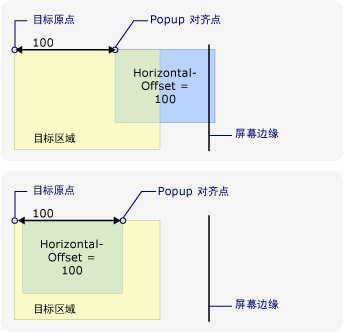 目标原点
Popup 对齐点
100
Horizontal-
Offset =
100
屏幕边缘
目标区域
目标原点
Popup 对齐点
100
Horizontal-
Offset =
100
屏幕边缘
目标区域